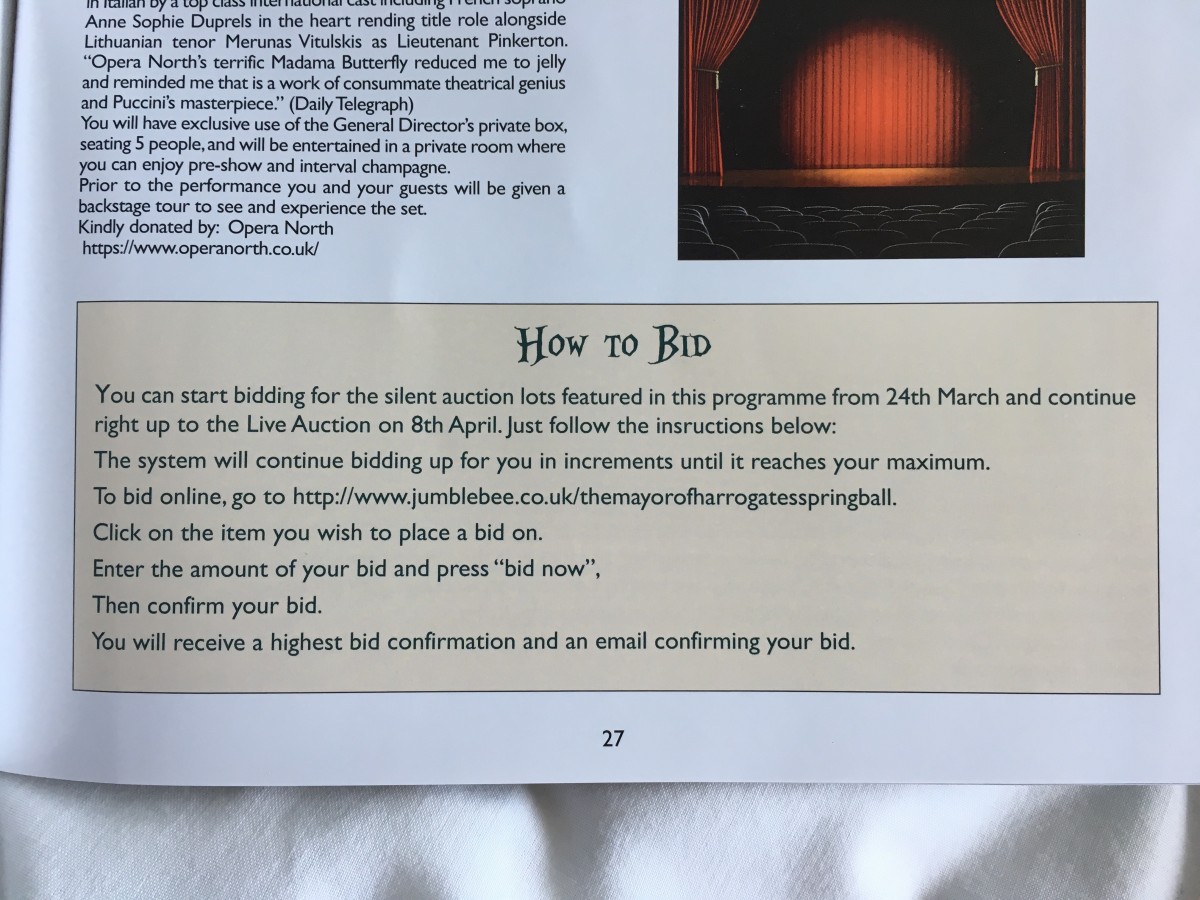 in Italian by a top class international cast including French soprano
Anne Sophie Duprels in the heart rending title role alongside
Lithuanian tenor Merunas Vitulskis as Lieutenant Pinkerton.
“Opera North’s terrific Madama Butterfly reduced me to jelly
and reminded me that is a work of consummate theatrical genius
and Puccini’s masterpiece.” (Daily Telegraph)
You will have exclusive use of the General Director’s private box,
seating 5 people, and will be entertained in a private room where
you can enjoy pre-show and interval champagne.
Prior to the performance you and your guests will be given a
backstage tour to see and experience the set.
Kindly donated by: Opera North
https://www.operanorth.co.uk/
How to Bid
You can start bidding for the silent auction lots featured in this programme from 24th March and continue
right up to the Live Auction on 8th April. Just follow the insructions below:
The system will continue bidding up for you in increments until it reaches your maximum.
To bid online, go to http://www.jumblebee.co.uk/themayorofharrogatesspringball.
Click on the item you wish to place a bid on.
Enter the amount of your bid and press “bid now”,
Then confirm your bid.
You will receive a highest bid confirmation and an email confirming your bid.
27